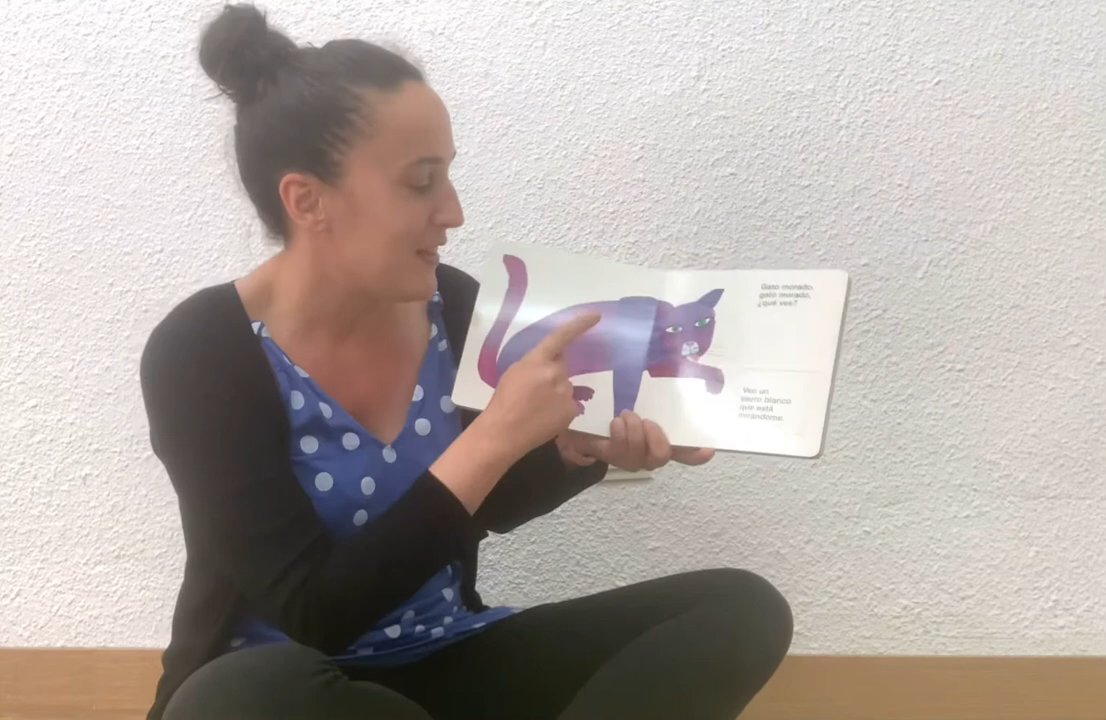 Gato morado,
gato morado,
¿qué ves?
Veo un
perro blanco
que está
mirándome.